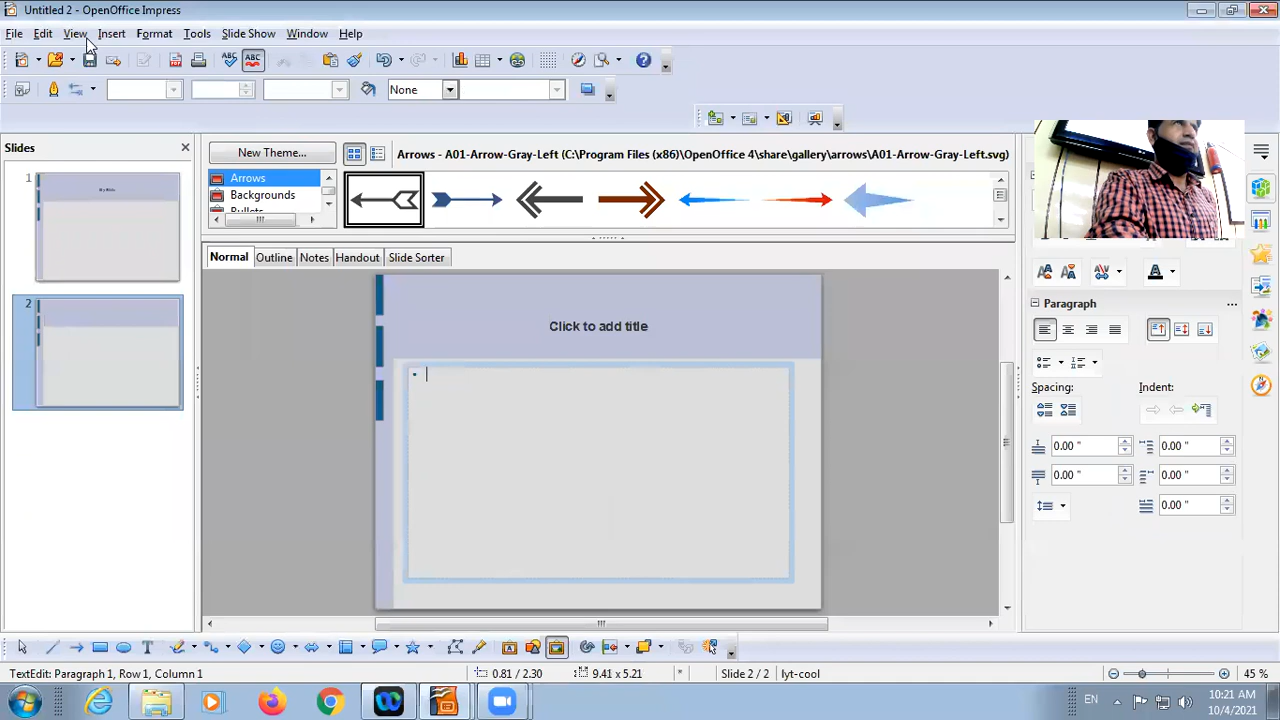 Untitled 2 - OpenOffice Impress
File Edit View Insert Format Tools Slide Show Window Help
ABC ABC
None
Slides
New Theme...
Arrows - A01-Arrow-Gray-Left (C:\Program Files (x86)\OpenOffice 4\share\gallery\arrows\A01-Arrow-Gray-Left.svg)
Arrows
Backgrounds
Normal Outline Notes Handout Slide Sorter
1
2
Click to add title
Paragraph
Spacing: Indent:
0.00 " 0.00 "
0.00 " 0.00 "
0.00 "
TextEdit: Paragraph 1, Row 1, Column 1
0.81 / 2.30
9.41 x 5.21
*
Slide 2 / 2
lyt-cool
45 %
EN
10:21 AM
10/4/2021